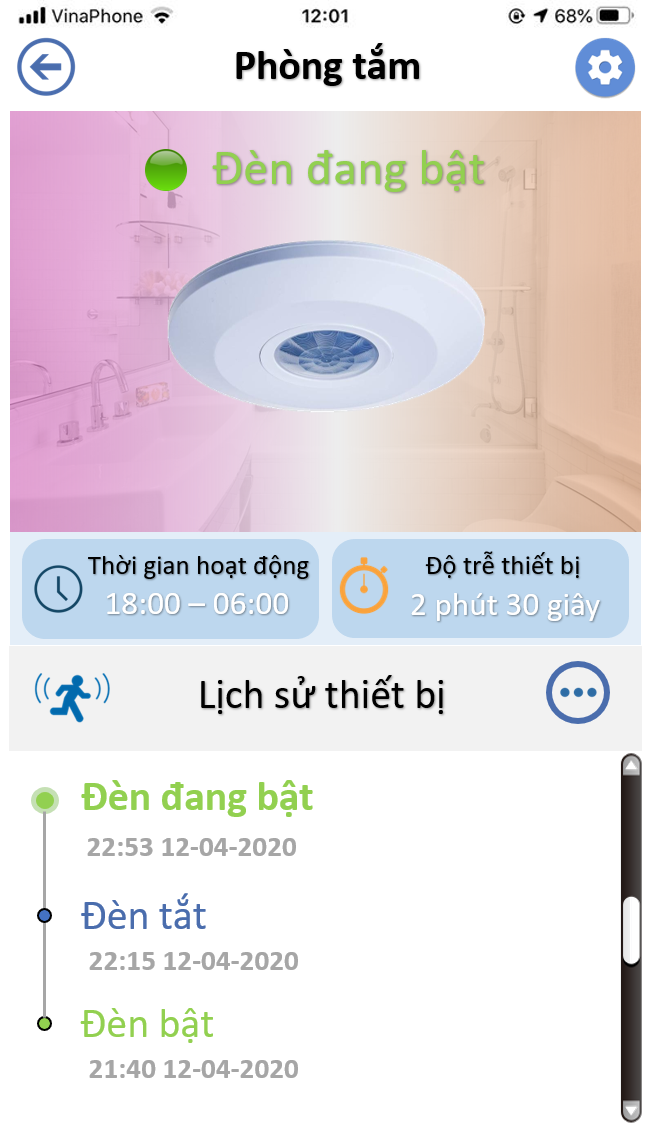 VinaPhone 12:01 68%
Phòng tắm
Đèn đang bật
Thời gian hoạt động
18:00 – 06:00
Độ trễ thiết bị
2 phút 30 giây
Lịch sử thiết bị
Đèn đang bật
22:53 12-04-2020
Đèn tắt
22:15 12-04-2020
Đèn bật
21:40 12-04-2020